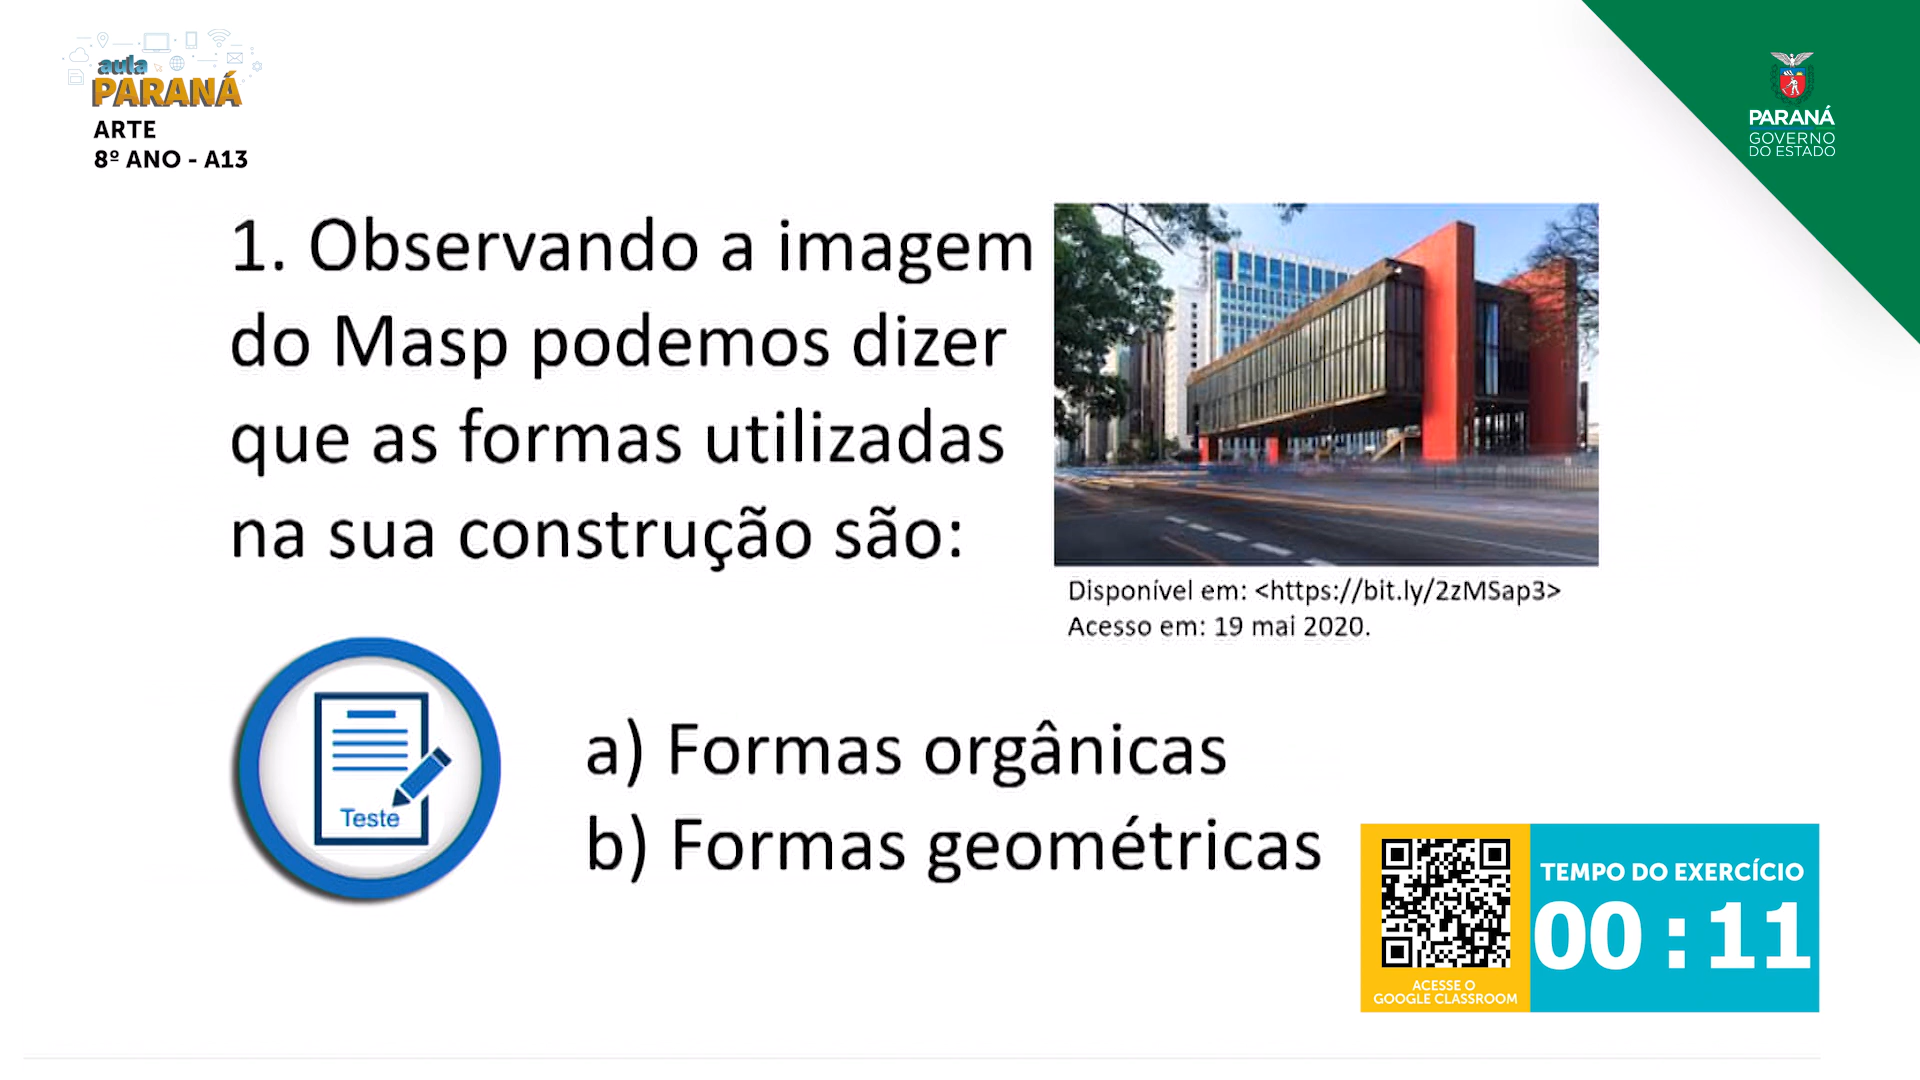 aula
PARANÁ
ARTE
8º ANO - A13
PARANÁ
GOVERNO
DO ESTADO
1. Observando a imagem
do Masp podemos dizer
que as formas utilizadas
na sua construção são:
Disponível em: <https://bit.ly/2zMSap3>
Acesso em: 19 mai 2020.
Teste
a) Formas orgânicas
b) Formas geométricas
ACESSE O
GOOGLE CLASSROOM
TEMPO DO EXERCÍCIO
00:11